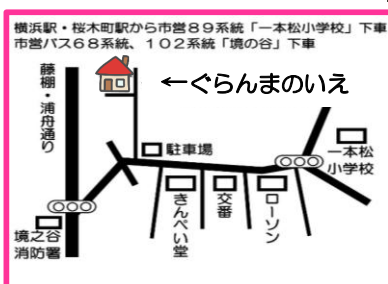 横浜駅・桜木町駅から市営８９系統「一本松小学校」下車
市営バス６８系統、１０２系統「境の谷」下車
藤棚・浦舟通り
←ぐらんまのいえ
駐車場
一本松
小学校
きんぺい堂
交番
ローソン
境之谷
消防署